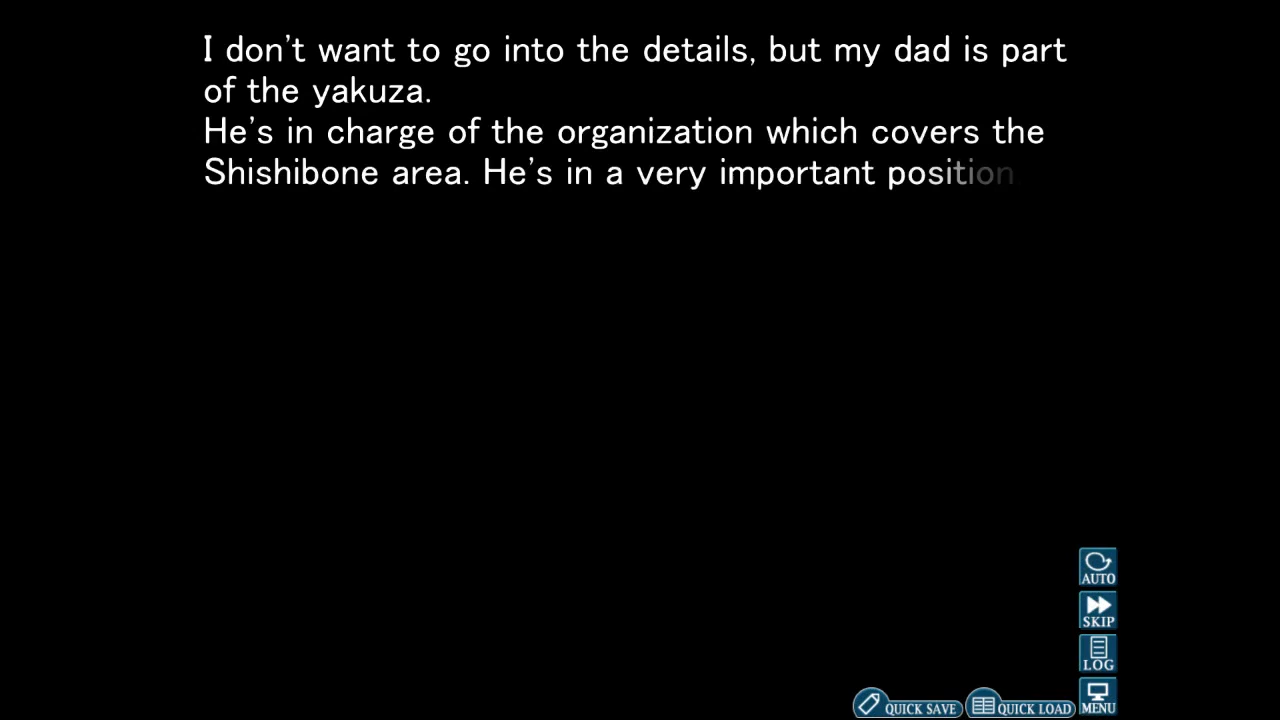 I don't want to go into the details, but my dad is part
of the yakuza.
He's in charge of the organization which covers the
Shishibone area. He's in a very important position.
AUTO
SKIP
LOG
MENU
QUICK SAVE
QUICK LOAD